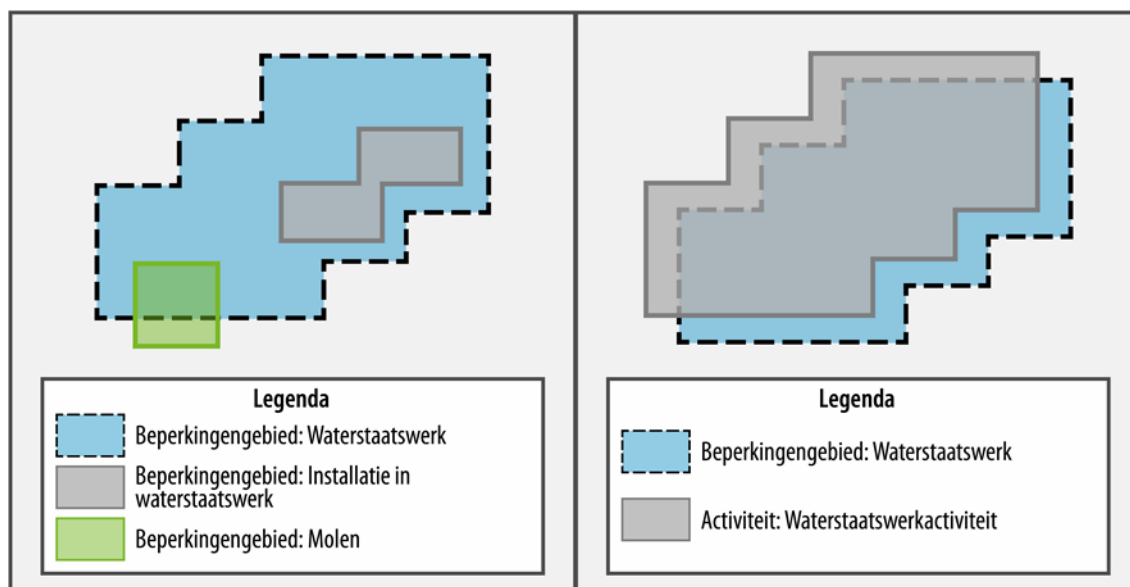 Legenda
Beperkingengebied: Waterstaatswerk
Beperkingengebied: Installatie in
waterstaatswerk
Beperkingengebied: Molen
Legenda
Beperkingengebied: Waterstaatswerk
Activiteit: Waterstaatswerkactiviteit